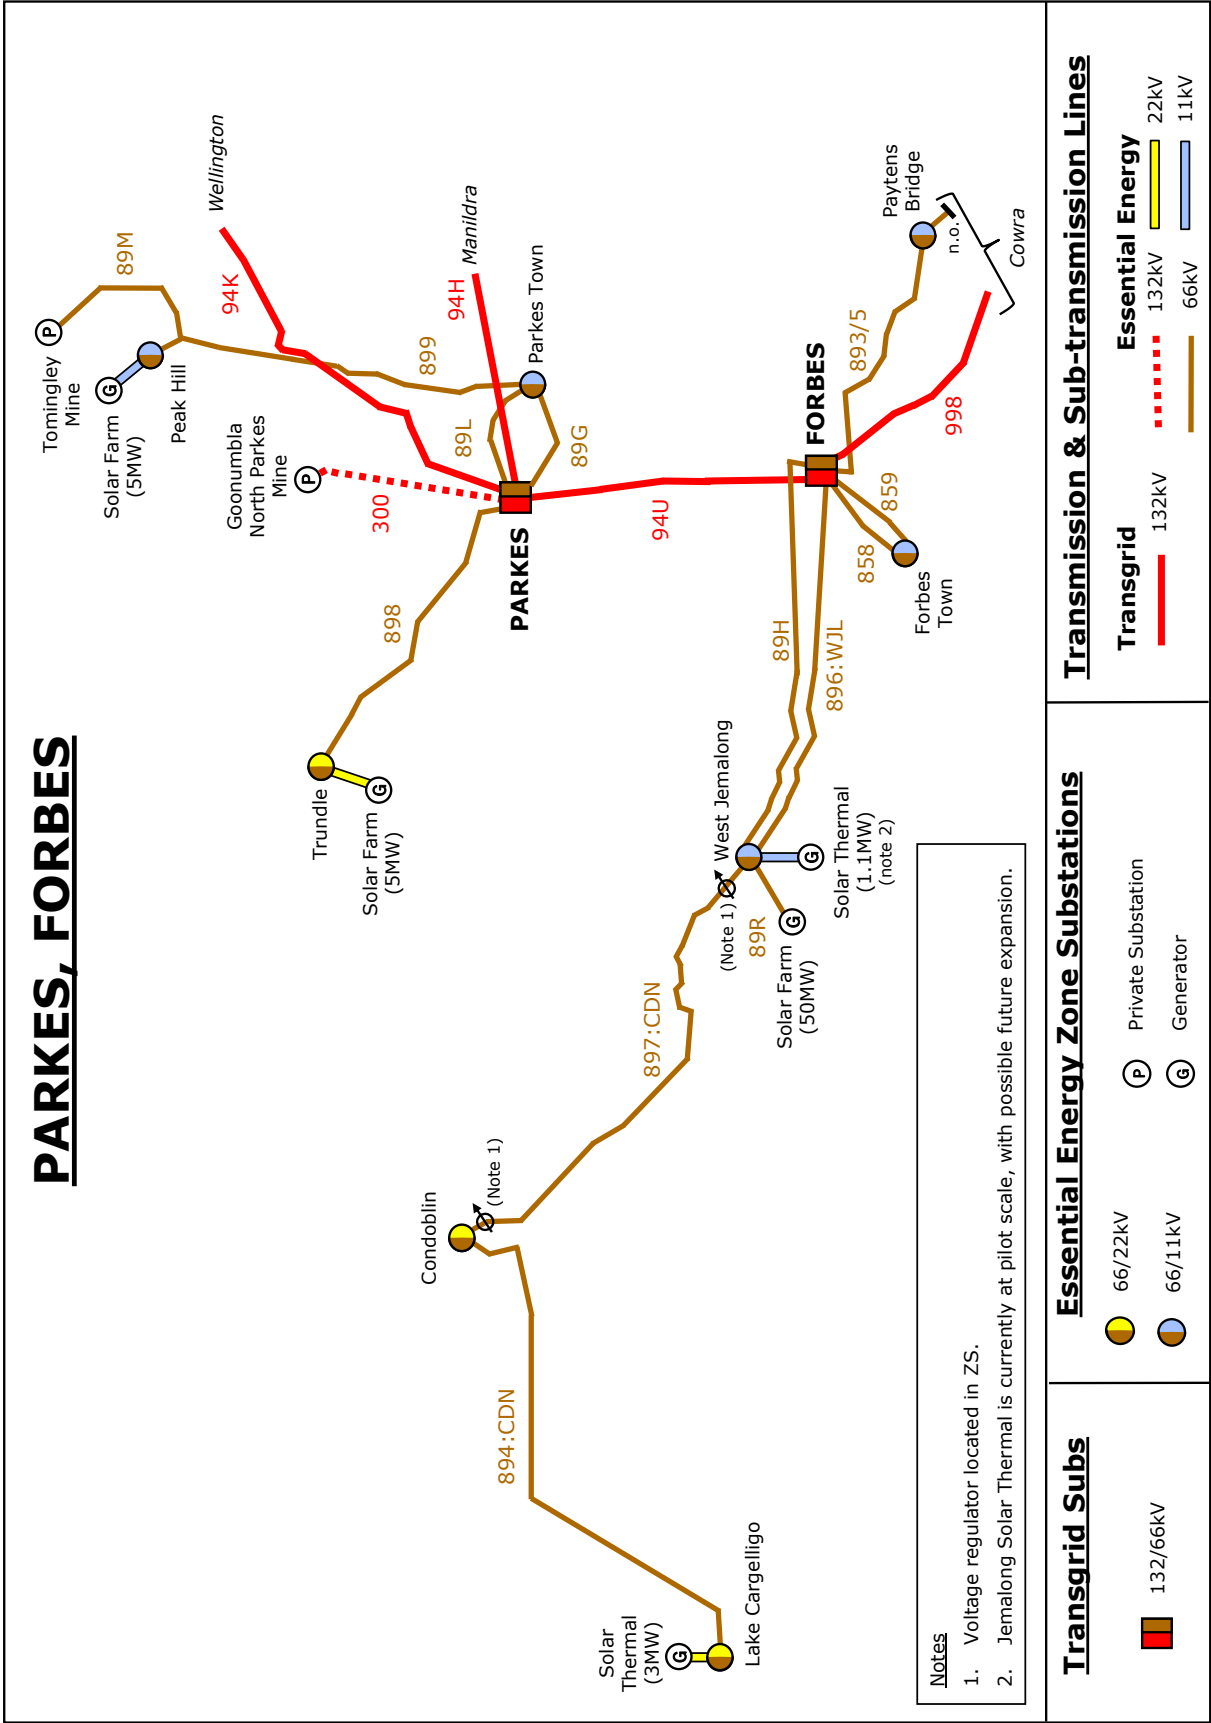 PARKES, FORBES
Tomingley
Mine
P
89M
Wellington
Solar Farm
(5MW)
G
Peak Hill
94K
Manildra
94H
Goonumbla
North Parkes
Mine
P
300
899
Parkes Town
89L
89G
PARKES
898
Trundle
Solar Farm
(5MW)
G
94U
FORBES
893/5
Paytens
Bridge
n.o.
Cowra
998
859
858
Forbes
Town
89H
896:WJL
West Jemalong
(Note 1)
89R
Solar Farm
(50MW)
G
Solar Thermal
(1.1MW)
(note 2)
G
897:CDN
Condoblin
(Note 1)
894:CDN
Solar
Thermal
(3MW)
G
Lake Cargelligo
Notes
1. Voltage regulator located in ZS.
2. Jemalong Solar Thermal is currently at pilot scale, with possible future expansion.
Transgrid Subs
132/66kV
Essential Energy Zone Substations
66/22kV
66/11kV
P Private Substation
G Generator
Transmission & Sub-transmission Lines
Transgrid
132kV
Essential Energy
132kV
66kV
22kV
11kV